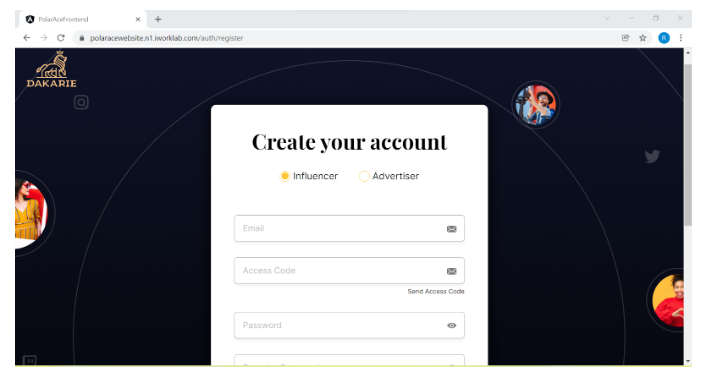 PolarAceFrontend
polaracewebsite.n1.iworklab.com/auth/register
R
DAKARIE
Create your account
Influencer
Advertiser
Email
Access Code
Send Access Code
Password